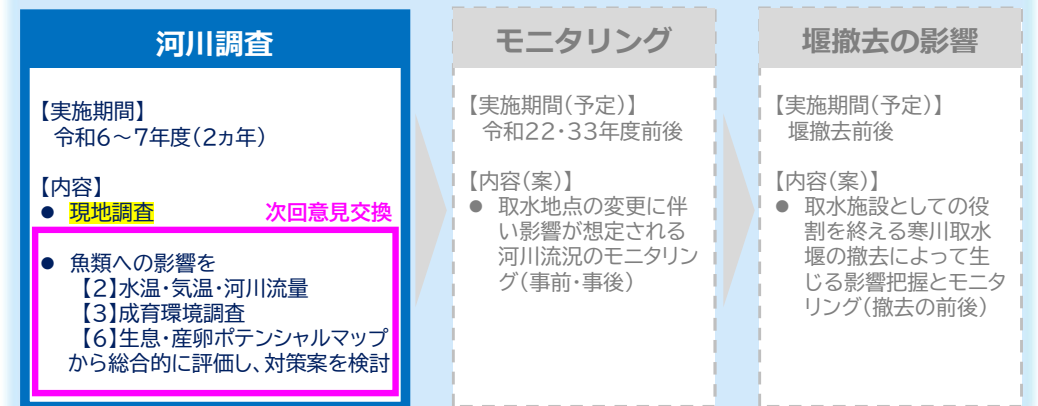 河川調査
【実施期間】
令和6～7年度(2ヵ年)
【内容】
● 現地調査 次回意見交換
● 魚類への影響を
【2】水温・気温・河川流量
【3】成育環境調査
【6】生息・産卵ポテンシャルマップ
から総合的に評価し、対策案を検討
モニタリング
【実施期間(予定)】
令和22・33年度前後
【内容(案)】
● 取水地点の変更に伴
い影響が想定される
河川流況のモニタリン
グ(事前・事後)
堰撤去の影響
【実施期間(予定)】
堰撤去前後
【内容(案)】
● 取水施設としての役
割を終える寒川取水
堰の撤去によって生
じる影響把握とモニタ
リング(撤去の前後)